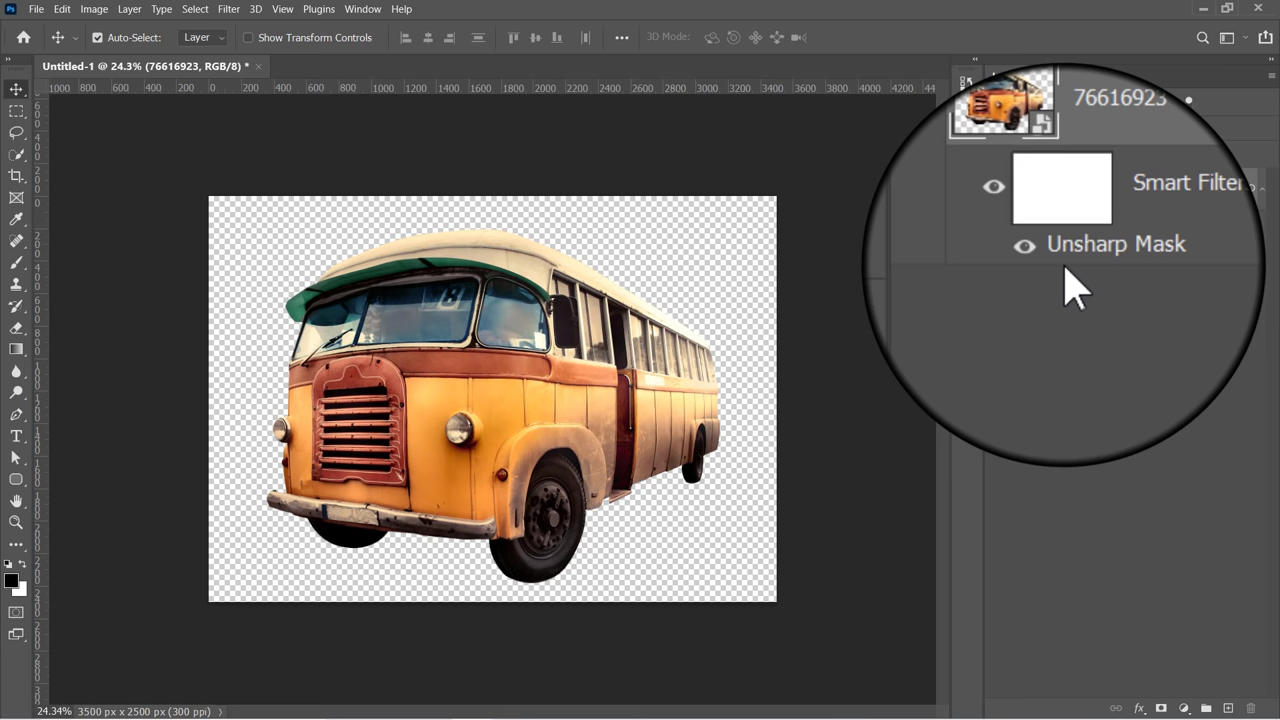 Ps File Edit Image Layer Type Select Filter 3D View Plugins Window Help
Auto-Select: Layer Show Transform Controls 3D Mode:
Untitled-1 @ 24.3% (76616923, RGB/8) *
1000 800 600 400 200 0 200 400 600 800 1000 1200 1400 1600 1800 2000 2200 2400 2600 2800 3000 3200 3400 3600 3800 4000 4200 44
76616923
Smart Filter
Unsharp Mask
8
24.34% 3500 px x 2500 px (300 ppi)